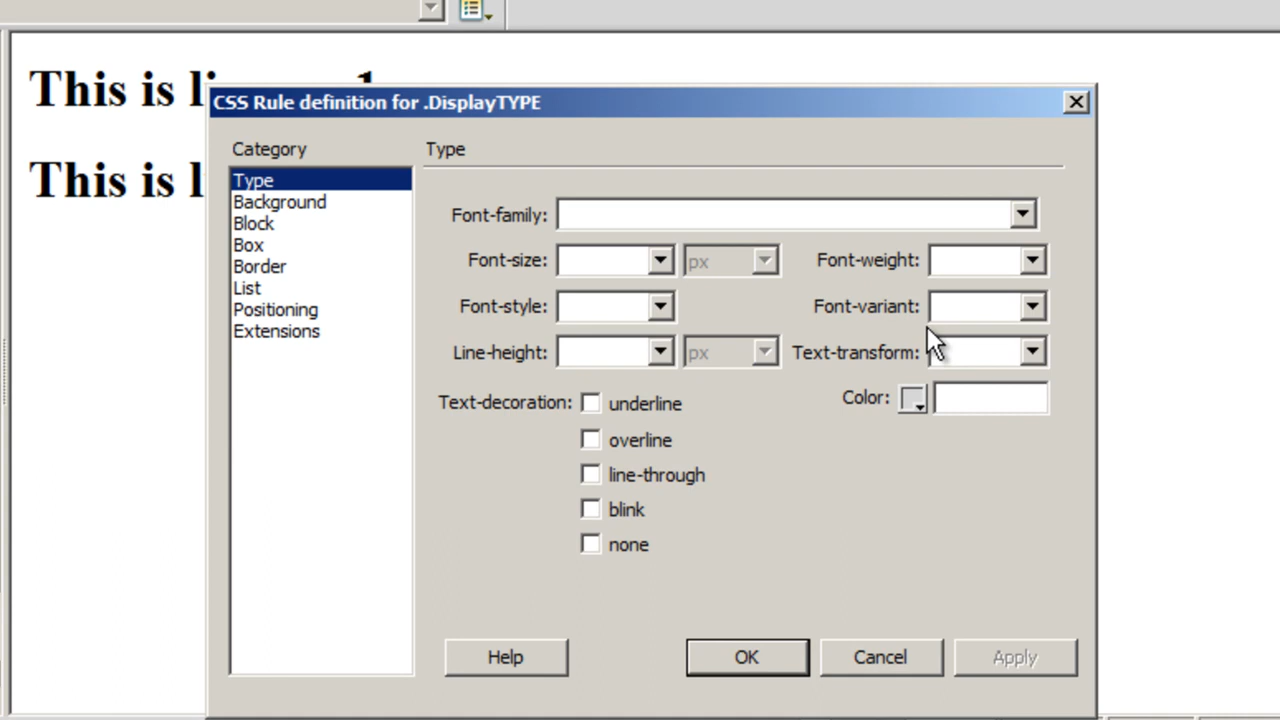 This is
CSS Rule definition for .DisplayTYPE
This is
Category
Type
Type
Background
Block
Box
Border
List
Positioning
Extensions
Font-family:
Font-size: px Font-weight:
Font-style: Font-variant:
Line-height: px Text-transform:
Text-decoration: underline Color:
overline
line-through
blink
none
Help OK Cancel Apply